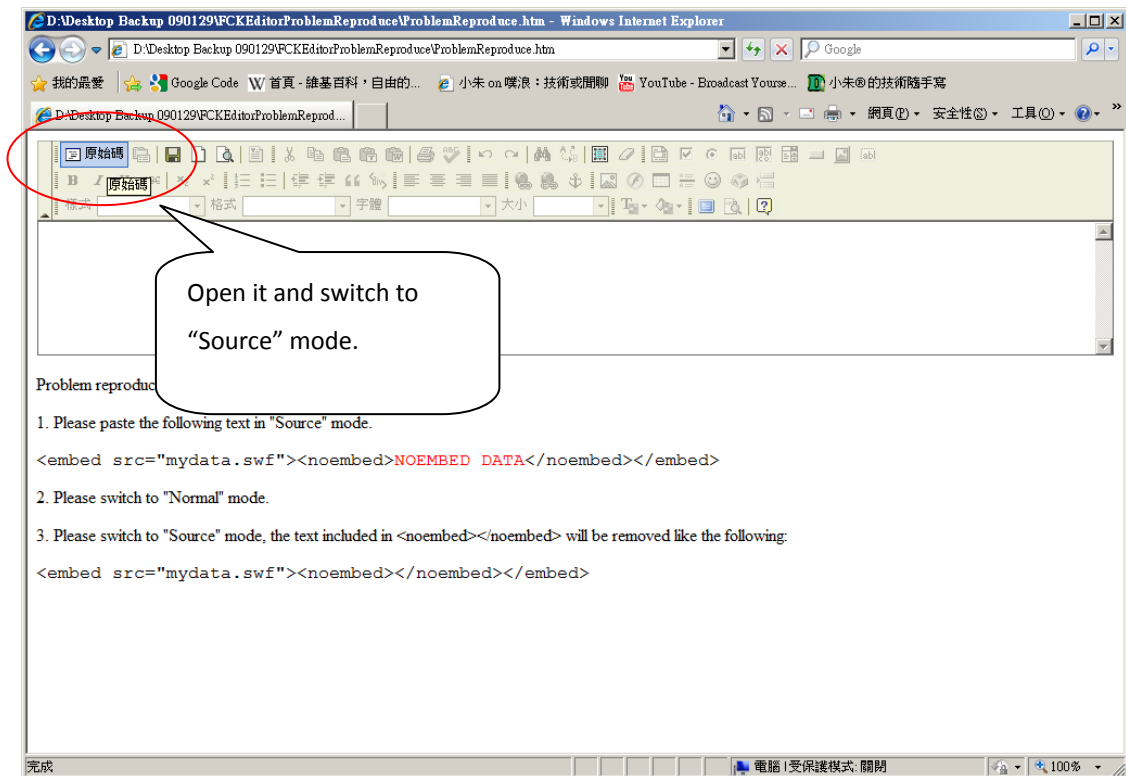 D:\Desktop Backup 090129\FCKEditorProblemReproduce\ProblemReproduce.htm - Windows Internet Explorer
D:\Desktop Backup 090129\FCKEditorProblemReproduce\ProblemReproduce.htm
Google
我的最愛 Google Code W 首頁 - 維基百科，自由的... 小朱 on 噗浪：技術或閒聊 YouTube - Broadcast Yourse... 小朱®的技術隨手寫
D:\Desktop Backup 090129\FCKEditorProblemReprod... 網頁(P) 安全性(S) 工具(O)
原始碼
B I
原始碼
樣式 格式 字體 大小
Open it and switch to
“Source” mode.
Problem reproduc
1. Please paste the following text in "Source" mode.
<embed src="mydata.swf"><noembed>NOEMBED DATA</noembed></embed>
2. Please switch to "Normal" mode.
3. Please switch to "Source" mode, the text included in <noembed></noembed> will be removed like the following:
<embed src="mydata.swf"><noembed></noembed></embed>
完成 電腦 | 受保護模式: 關閉 100%